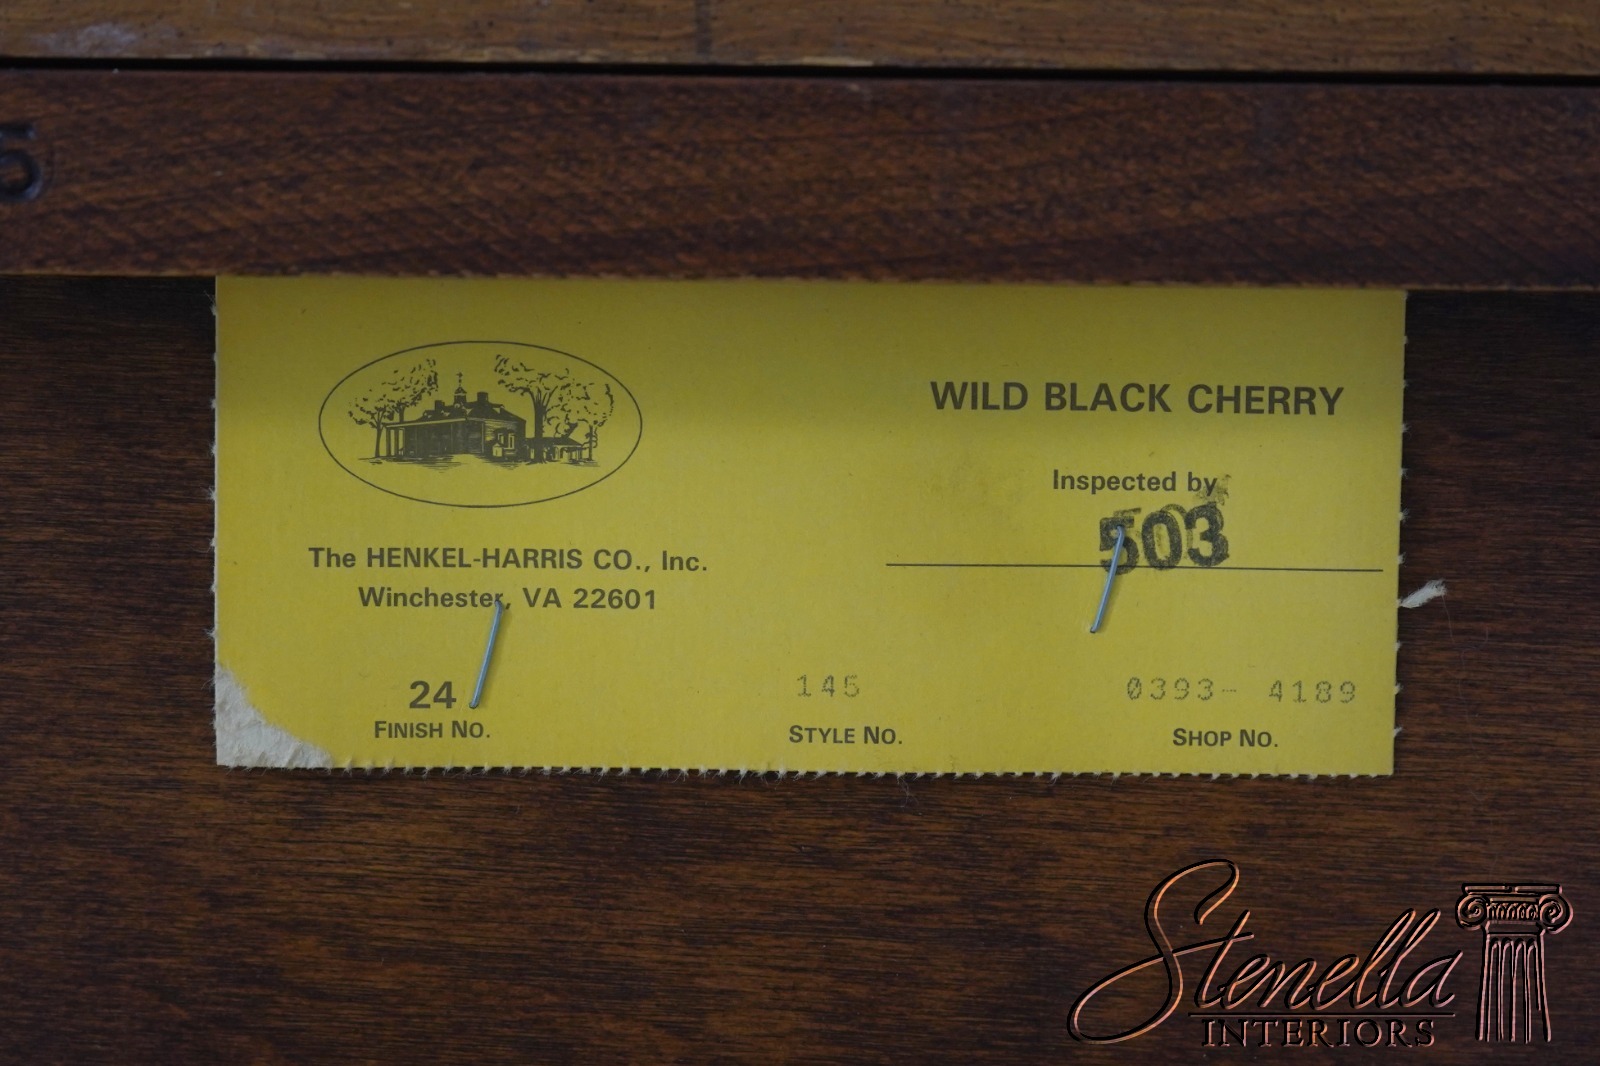 5
The HENKEL-HARRIS CO., Inc.
Winchester, VA 22601
24
FINISH NO.
145
STYLE NO.
WILD BLACK CHERRY
Inspected by
503
0393- 4189
SHOP NO.
Stenella
INTERIORS